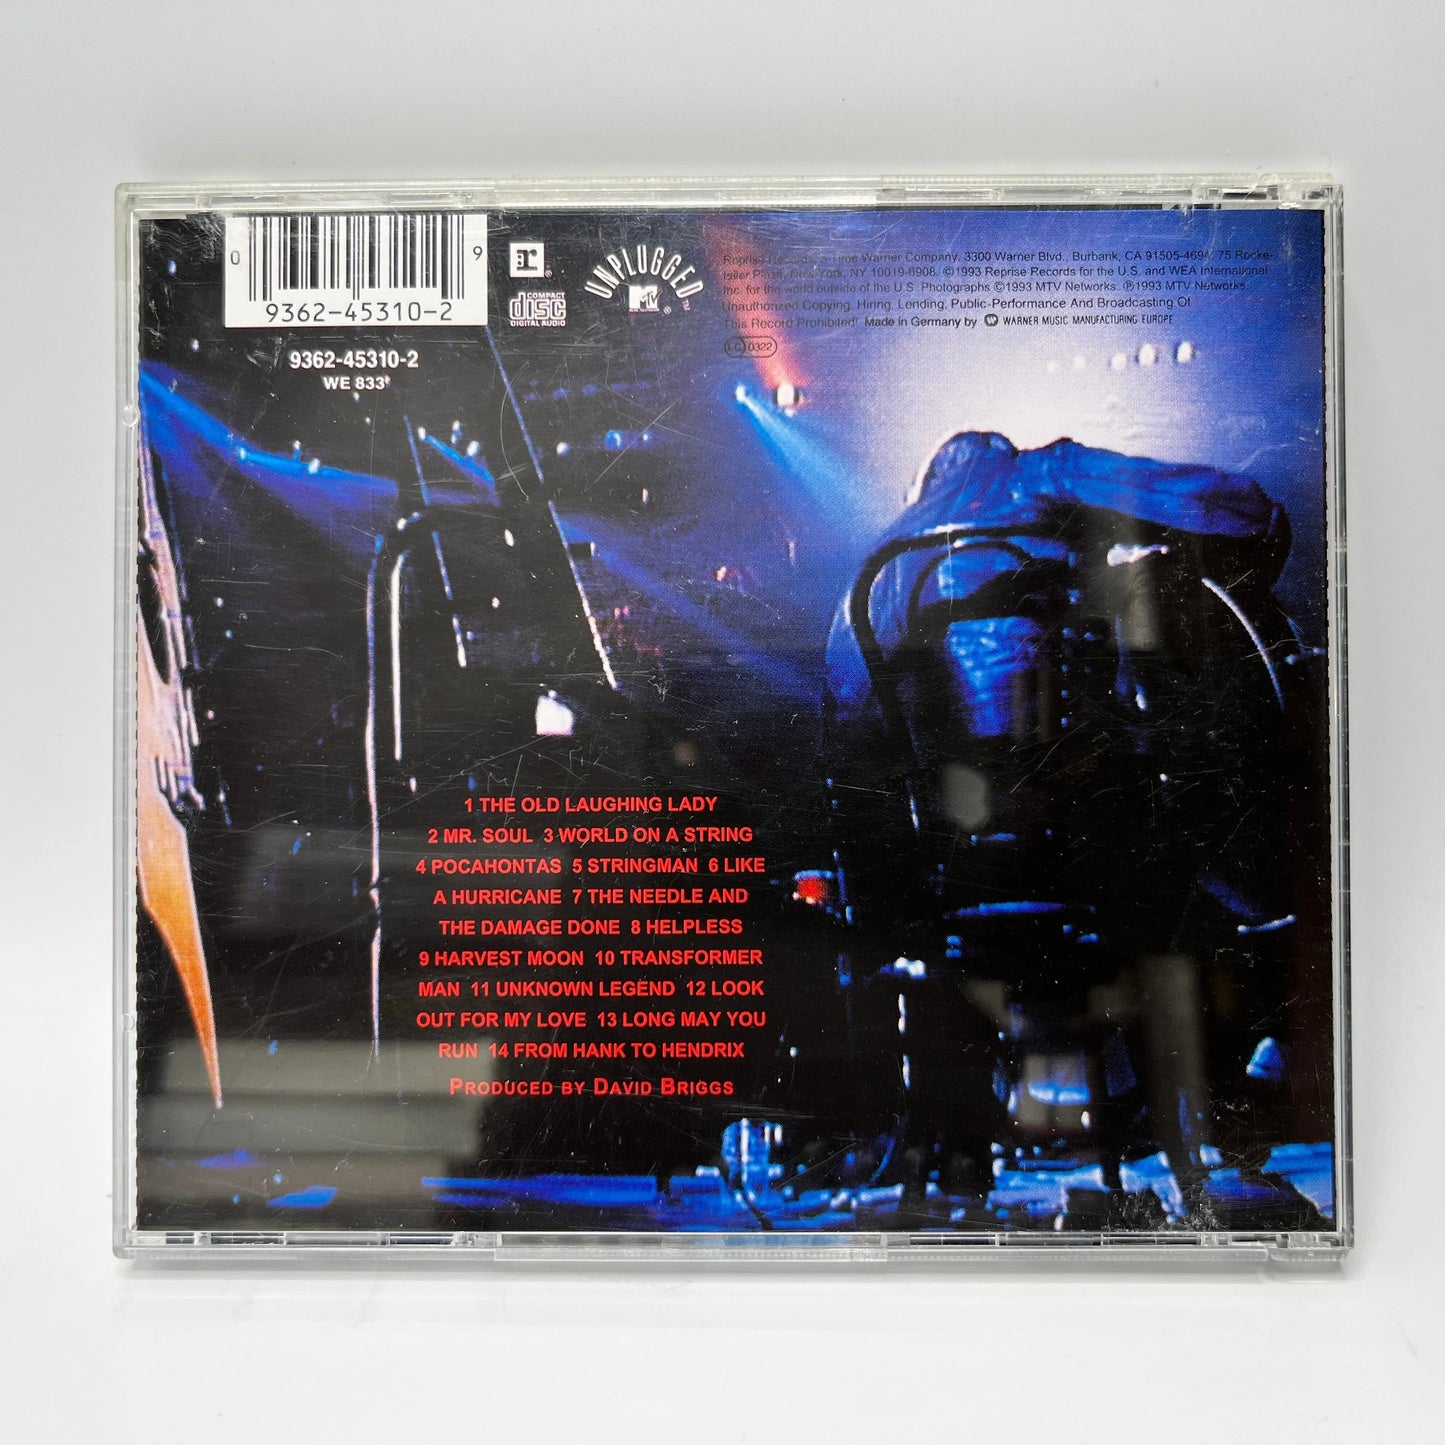 0
9362-45310-2
9
9362-45310-2
WE 833
r
COMPACT
disc
DIGITAL AUDIO
UNPLUGGED
MTV
Reprise Records, a Time Warner Company, 3300 Warner Blvd., Burbank, CA 91505-4694. 75 Rocke-
feller Plaza, New York, NY 10019-6908. ©1993 Reprise Records for the U.S. and WEA International
Inc. for the world outside of the U.S. Photographs ©1993 MTV Networks. ℗1993 MTV Networks.
Unauthorized Copying, Hiring, Lending, Public-Performance And Broadcasting Of
This Record Prohibited! Made in Germany by WARNER MUSIC MANUFACTURING EUROPE
LC 0322
1 THE OLD LAUGHING LADY
2 MR. SOUL 3 WORLD ON A STRING
4 POCAHONTAS 5 STRINGMAN 6 LIKE
A HURRICANE 7 THE NEEDLE AND
THE DAMAGE DONE 8 HELPLESS
9 HARVEST MOON 10 TRANSFORMER
MAN 11 UNKNOWN LEGEND 12 LOOK
OUT FOR MY LOVE 13 LONG MAY YOU
RUN 14 FROM HANK TO HENDRIX
PRODUCED BY DAVID BRIGGS